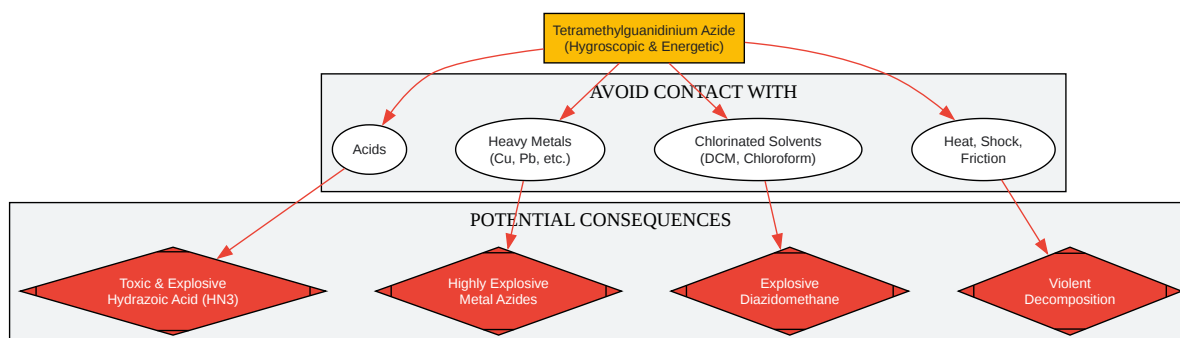 Tetramethylguanidinium Azide
(Hygroscopic & Energetic)
AVOID CONTACT WITH
Acids
Heavy Metals
(Cu, Pb, etc.)
Chlorinated Solvents
(DCM, Chloroform)
Heat, Shock,
Friction
POTENTIAL CONSEQUENCES
Toxic & Explosive
Hydrazoic Acid (HN3)
Highly Explosive
Metal Azides
Explosive
Diazidomethane
Violent
Decomposition